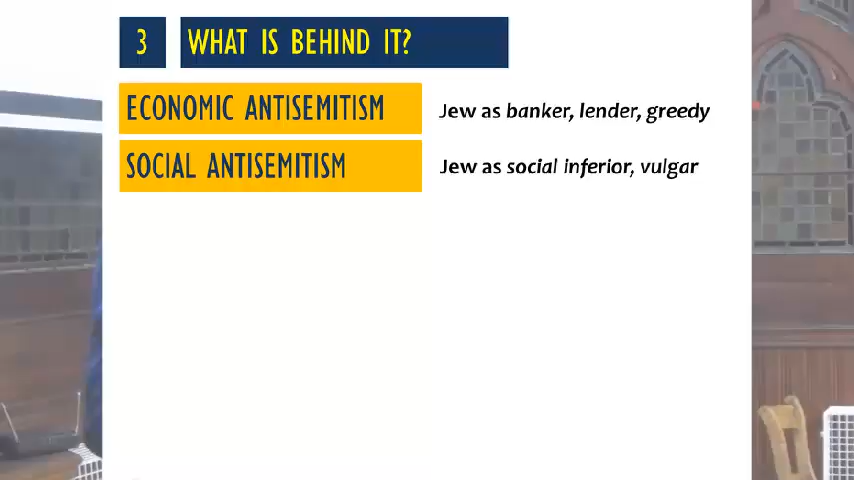 3 WHAT IS BEHIND IT?
ECONOMIC ANTISEMITISM Jew as banker, lender, greedy
SOCIAL ANTISEMITISM Jew as social inferior, vulgar